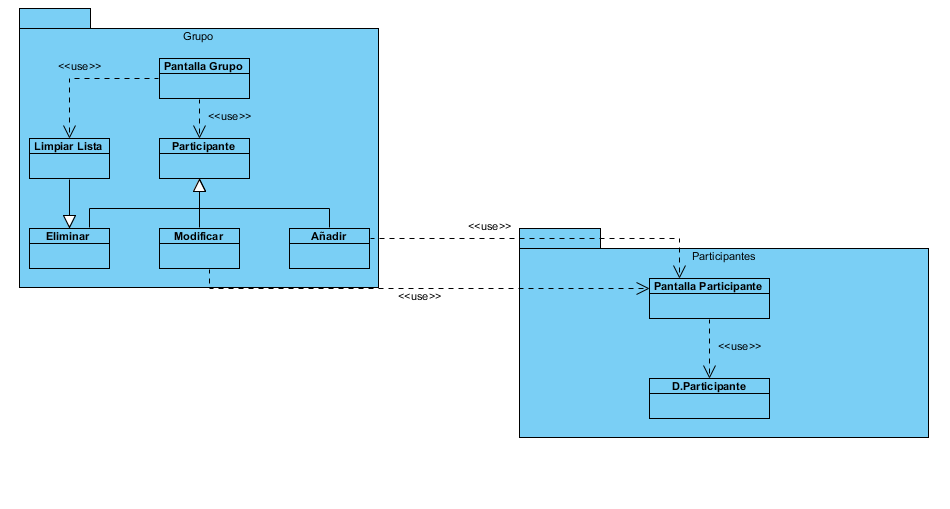 Grupo
<<use>>
Pantalla Grupo
<<use>>
Limpiar Lista
Participante
Eliminar
Modificar
Añadir
<<use>>
<<use>>
Participantes
Pantalla Participante
<<use>>
D.Participante